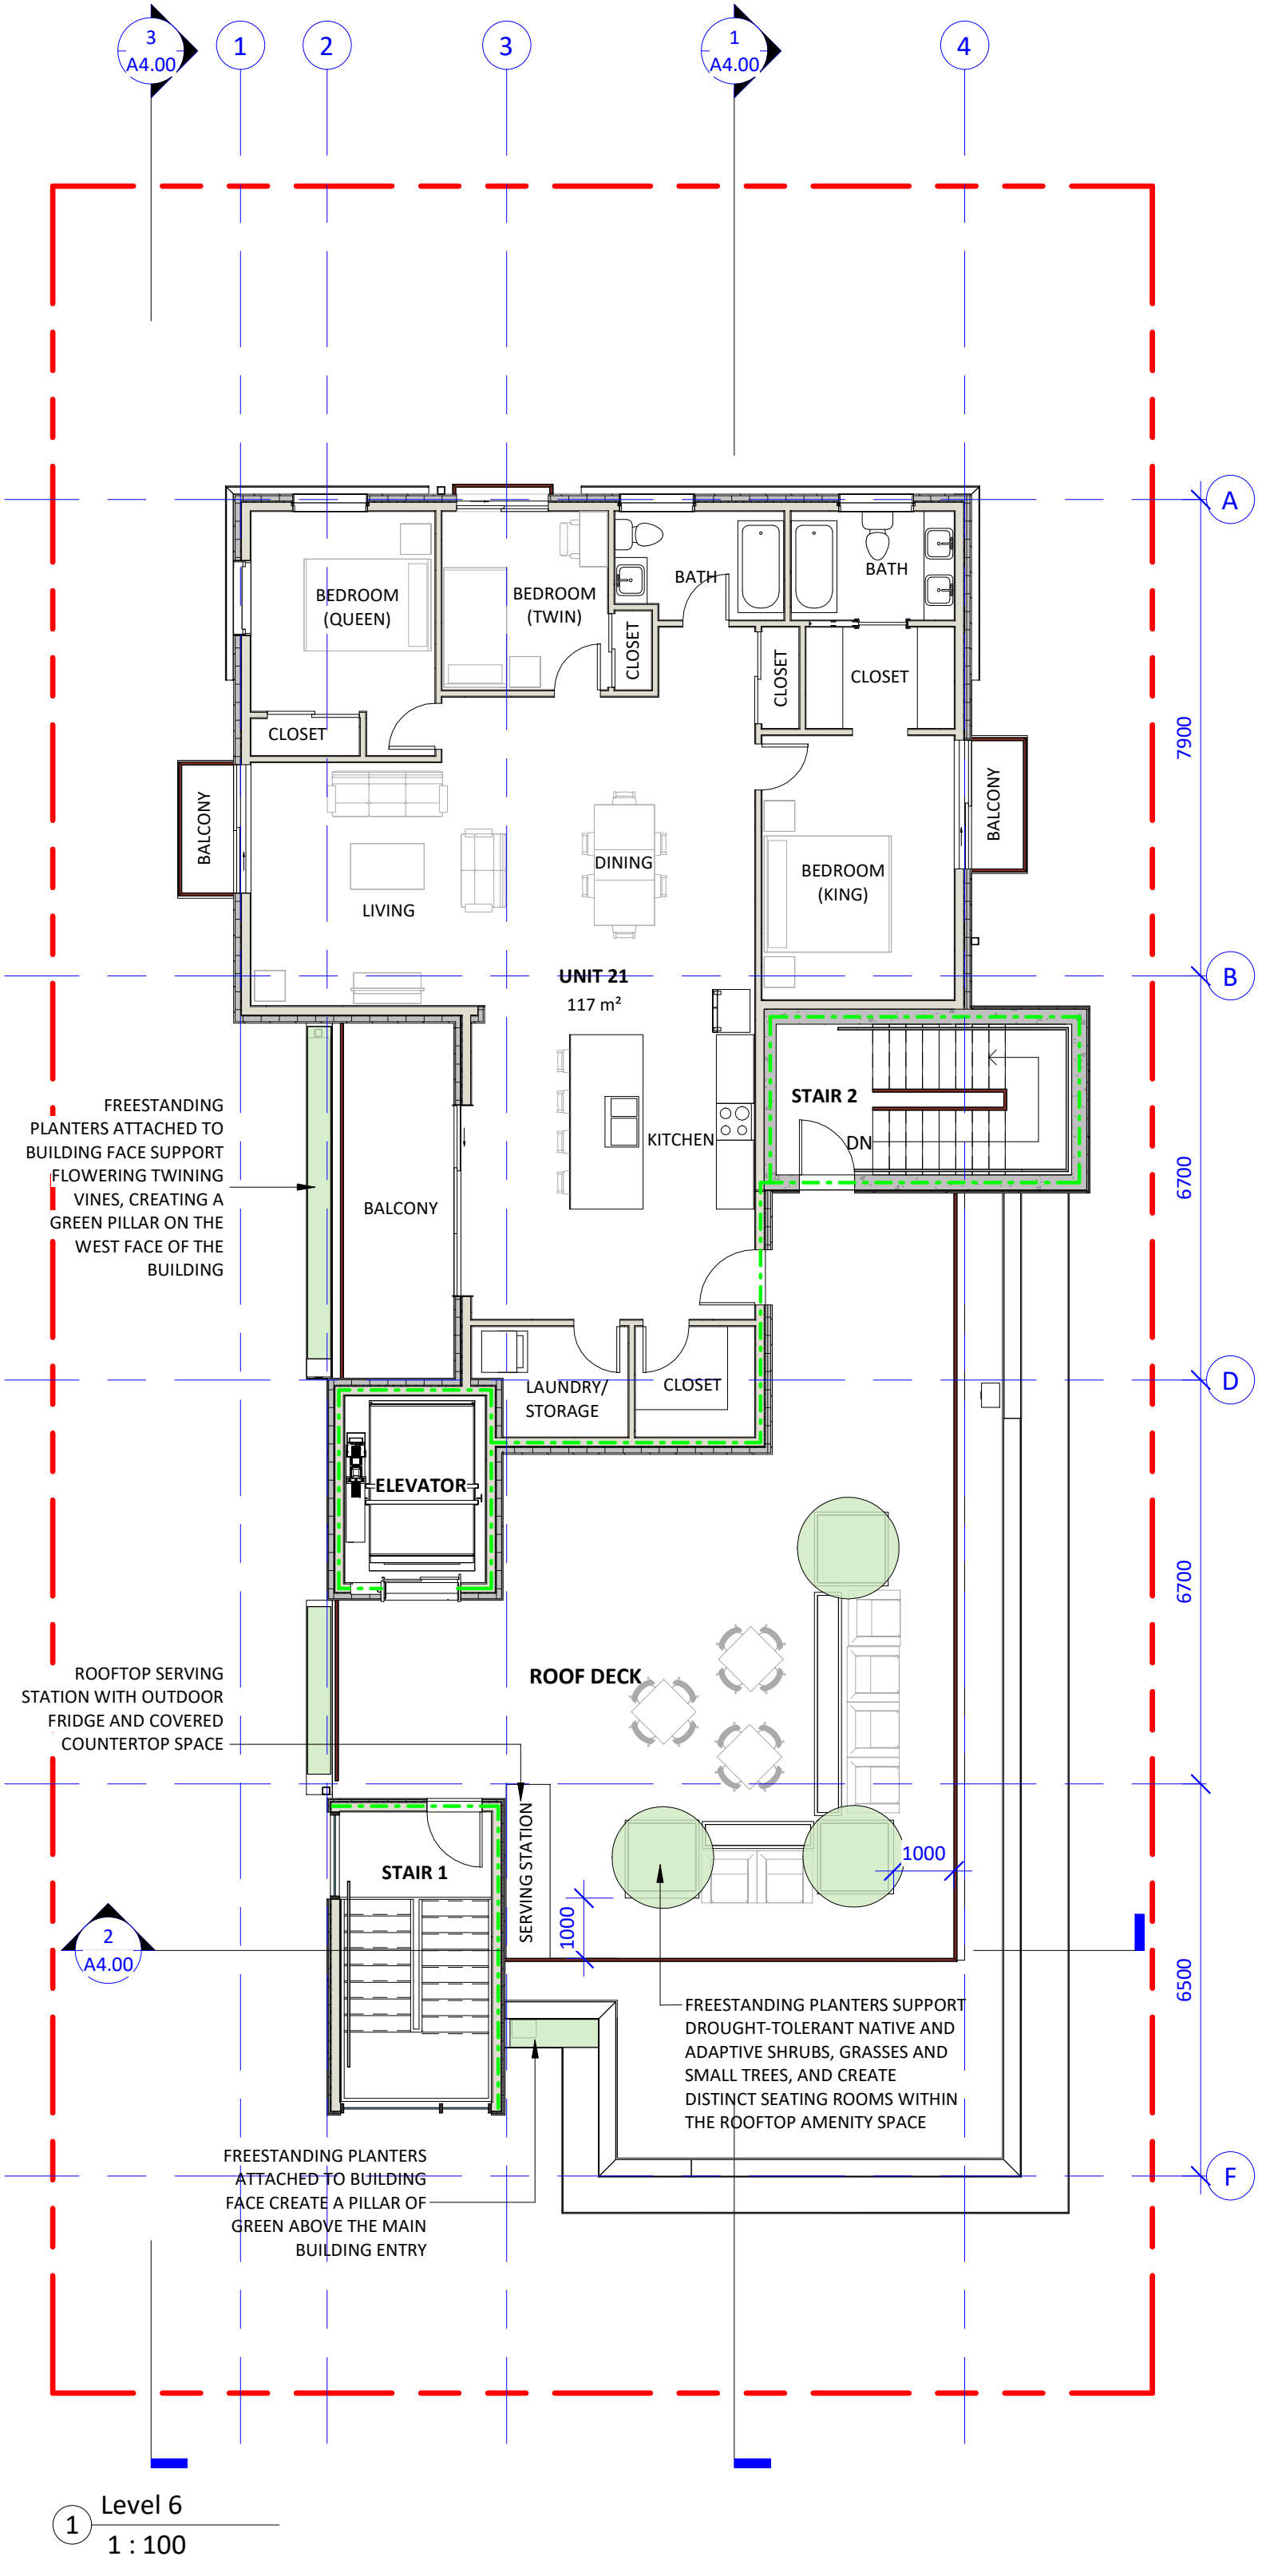 3
A4.00
1
2
3
1
A4.00
4
A
BEDROOM
(QUEEN)
BEDROOM
(TWIN)
CLOSET
BATH
BATH
CLOSET
CLOSET
CLOSET
7900
BALCONY
BALCONY
LIVING
DINING
BEDROOM
(KING)
UNIT 21
117 m²
B
FREESTANDING
PLANTERS ATTACHED TO
BUILDING FACE SUPPORT
FLOWERING TWINING
VINES, CREATING A
GREEN PILLAR ON THE
WEST FACE OF THE
BUILDING
BALCONY
KITCHEN
STAIR 2
DN
6700
LAUNDRY/
STORAGE
CLOSET
D
ELEVATOR
6700
ROOFTOP SERVING
STATION WITH OUTDOOR
FRIDGE AND COVERED
COUNTERTOP SPACE
ROOF DECK
STAIR 1
SERVING STATION
1000
1000
2
A4.00
6500
FREESTANDING PLANTERS SUPPORT
DROUGHT-TOLERANT NATIVE AND
ADAPTIVE SHRUBS, GRASSES AND
SMALL TREES, AND CREATE
DISTINCT SEATING ROOMS WITHIN
THE ROOFTOP AMENITY SPACE
FREESTANDING PLANTERS
ATTACHED TO BUILDING
FACE CREATE A PILLAR OF
GREEN ABOVE THE MAIN
BUILDING ENTRY
F
1
Level 6
1 : 100